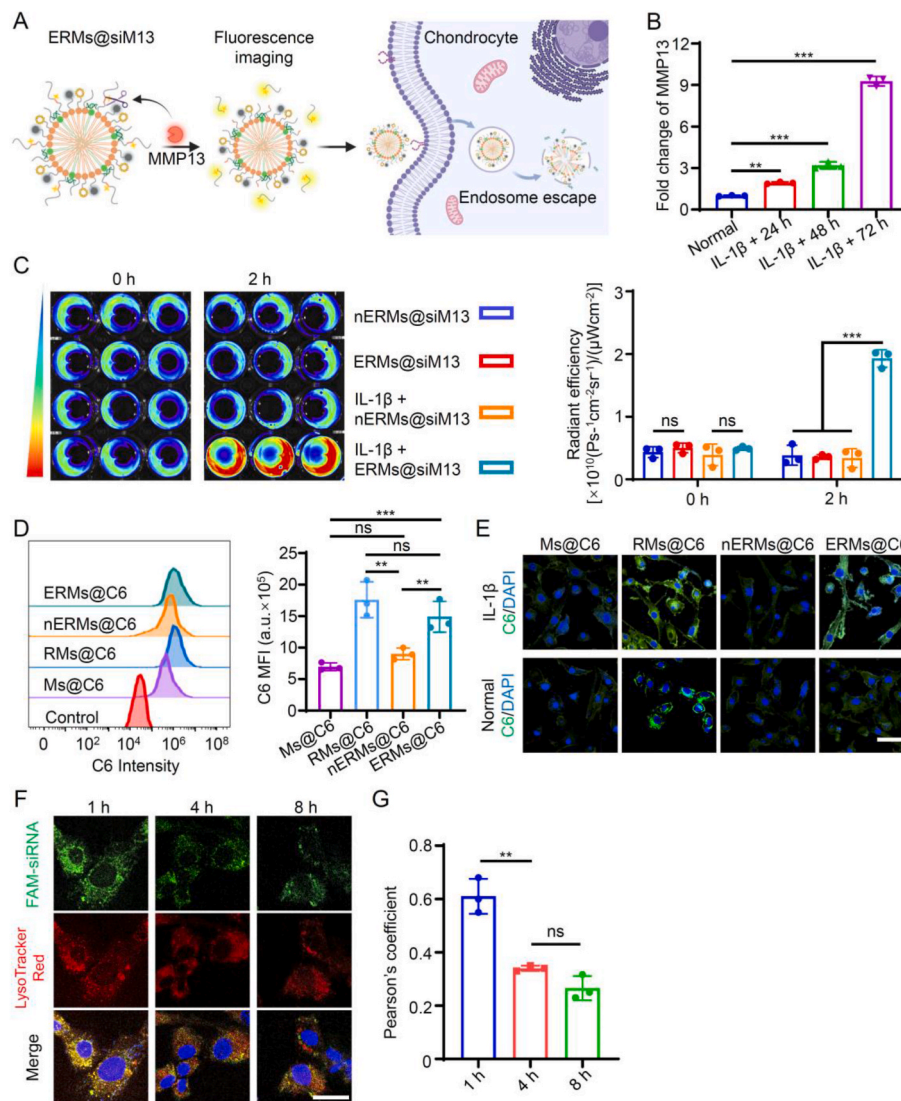 A
ERMs@siM13
Fluorescence
imaging
Chondrocyte
MMP13
Endosome escape
B
Fold change of MMP13
12
9
6
3
0
***
***
**
Normal
IL-1β + 24 h
IL-1β + 48 h
IL-1β + 72 h
C
0 h
2 h
nERMs@siM13
ERMs@siM13
IL-1β +
nERMs@siM13
IL-1β +
ERMs@siM13
Radiant efficiency
[×10¹⁰(Ps⁻¹cm⁻²sr⁻¹)/(μWcm⁻²)]
3
2
1
0
ns
ns
***
0 h
2 h
D
ERMs@C6
nERMs@C6
RMs@C6
Ms@C6
Control
0
10²
10⁴
10⁶
10⁸
C6 Intensity
C6 MFI (a.u.×10⁵)
25
20
15
10
5
0
***
ns
ns
**
**
Ms@C6
RMs@C6
nERMs@C6
ERMs@C6
E
Ms@C6
RMs@C6
nERMs@C6
ERMs@C6
IL-1β
C6/DAPI
Normal
C6/DAPI
F
1 h
4 h
8 h
FAM-siRNA
LysoTracker
Red
Merge
G
Pearson's coefficient
0.8
0.6
0.4
0.2
0
**
ns
1 h
4 h
8 h